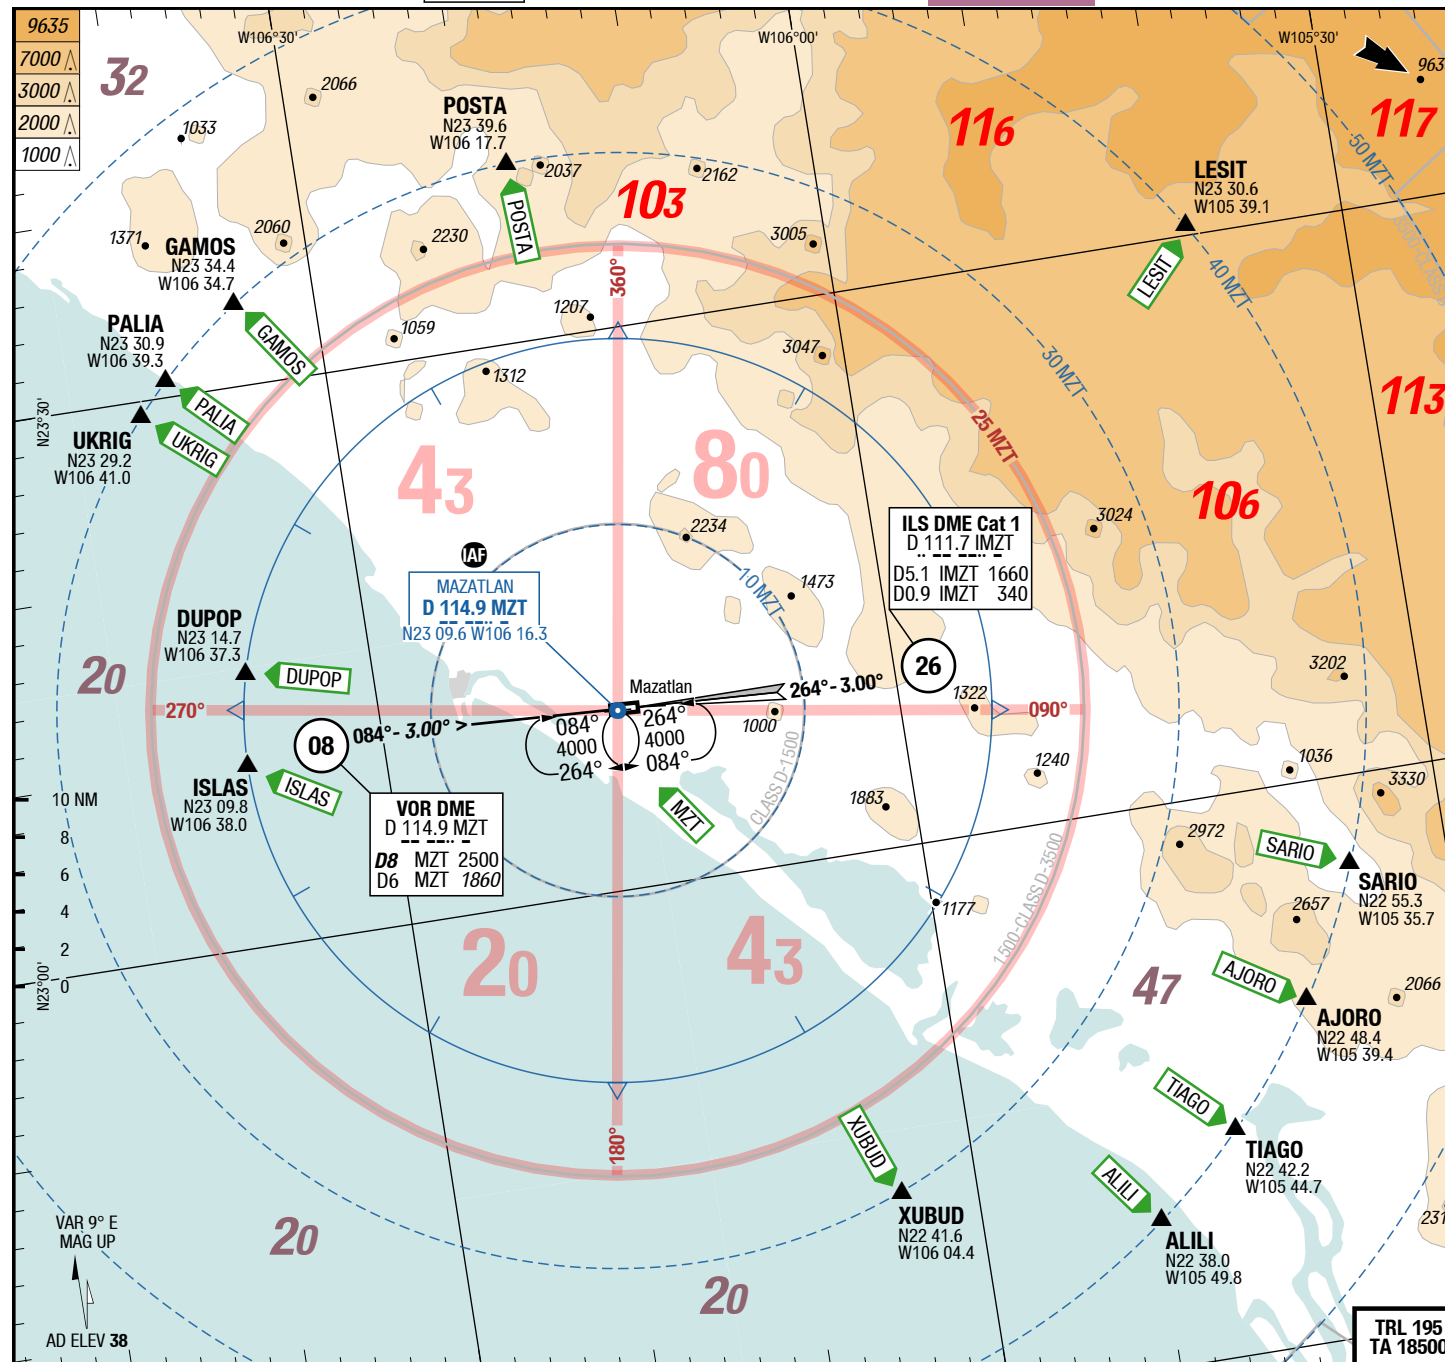 9635
7000
3000
2000
1000
W106°30'
W106°00'
W105°30'
32
2066
1033
POSTA
N23 39.6
W106 17.7
2037
POSTA
2162
103
116
963
117
50 MZT
LESIT
N23 30.6
W105 39.1
LESIT
40 MZT
1500-CLASS D
2060
1371
2230
3005
GAMOS
N23 34.4
W106 34.7
GAMOS
360°
1207
1059
3047
30 MZT
PALIA
N23 30.9
W106 39.3
PALIA
1312
113
N23°30'
UKRIG
N23 29.2
W106 41.0
UKRIG
25 MZT
43
80
106
3024
2234
ILS DME Cat 1
D 111.7 IMZT
D5.1 IMZT 1660
D0.9 IMZT 340
IAF
MAZATLAN
D 114.9 MZT
N23 09.6 W106 16.3
10 MZT
1473
DUPOP
N23 14.7
W106 37.3
DUPOP
20
26
3202
Mazatlan
264°- 3.00°
270°
1322
090°
08
084°- 3.00° >
084°
4000
264°
264°
4000
084°
1000
CLASS D-1500
1240
1036
3330
ISLAS
N23 09.8
W106 38.0
ISLAS
MZT
1883
VOR DME
D 114.9 MZT
D8 MZT 2500
D6 MZT 1860
10 NM
8
6
4
2
0
2972
SARIO
SARIO
N22 55.3
W105 35.7
1500-CLASS D-3500
1177
2657
N23°00'
20
43
47
AJORO
2066
AJORO
N22 48.4
W105 39.4
TIAGO
TIAGO
N22 42.2
W105 44.7
180°
XUBUD
XUBUD
N22 41.6
W106 04.4
ALILI
ALILI
N22 38.0
W105 49.8
231
20
20
VAR 9° E
MAG UP
AD ELEV 38
TRL 195
TA 18500